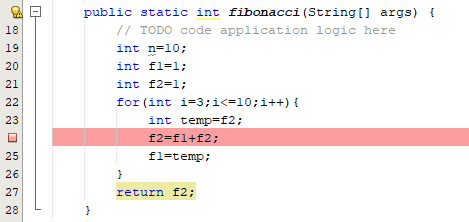 public static int fibonacci(String[] args) {
18 // TODO code application logic here
19 int n=10;
20 int f1=1;
21 int f2=1;
22 for(int i=3;i<=10;i++){
23 int temp=f2;
f2=f1+f2;
25 f1=temp;
26 }
27 return f2;
28 }